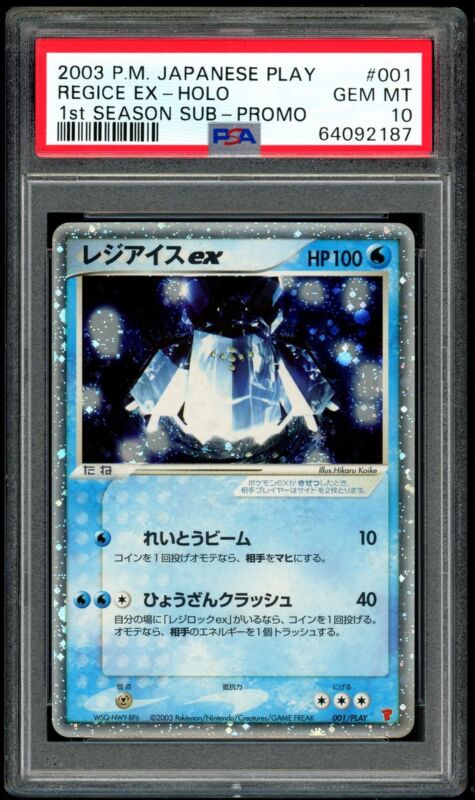 2003 P.M. JAPANESE PLAY #001
REGICE EX-HOLO GEM MT
1st SEASON SUB-PROMO 10
PSA 64092187
レジアイスex HP100
たね Illus.Hikaru Koike
ポケモンexがきぜつしたとき、
相手プレイヤーはサイドを2枚とります。
れいとうビーム 10
コインを1回投げオモテなら、相手をマヒにする。
ひょうざんクラッシュ 40
自分の場に「レジロックex」がいるなら、コインを1回投げる。
オモテなら、相手のエネルギーを1個トラッシュする。
弱点 抵抗力 にげる
WSQ-NWY-8P6 ©2003 Pokémon/Nintendo/Creatures/GAME FREAK 001/PLAY